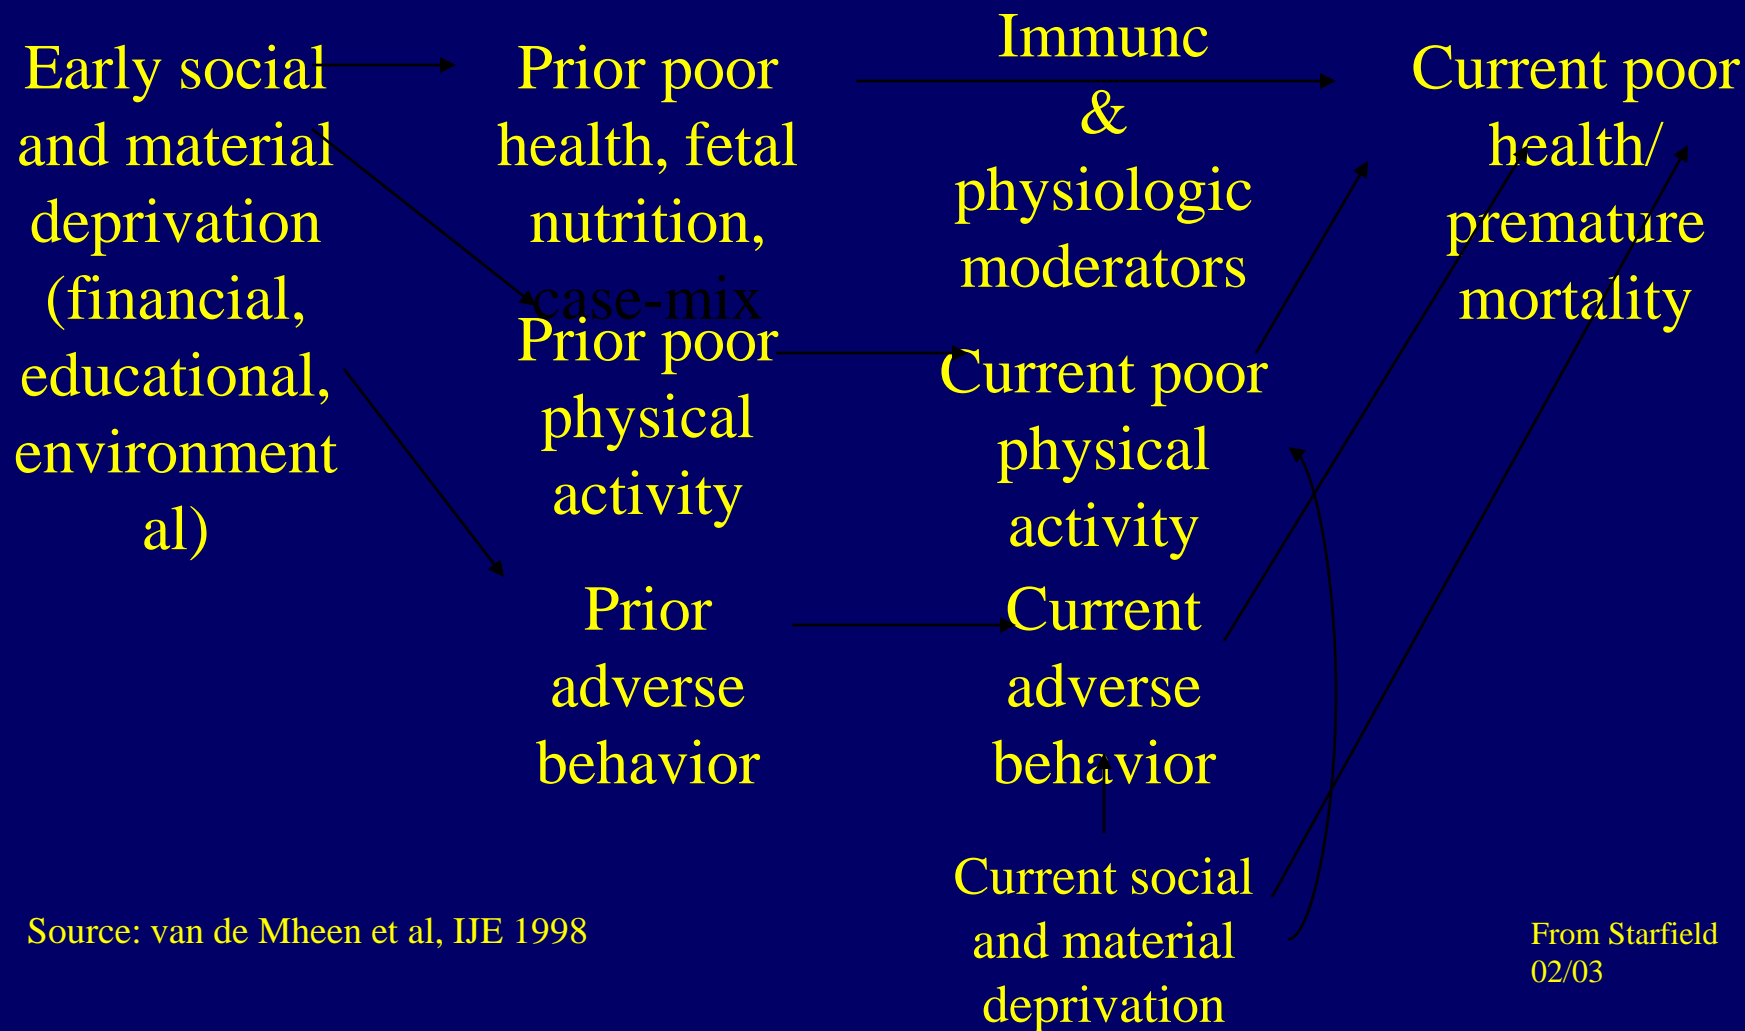 Early social
and material
deprivation
(financial,
educational,
environment
al)
Prior poor
health, fetal
nutrition,
case-mix
Prior poor
physical
activity
Prior
adverse
behavior
Immunc
&
physiologic
moderators
Current poor
physical
activity
Current
adverse
behavior
Current social
and material
deprivation
Current poor
health/
premature
mortality
Source: van de Mheen et al, IJE 1998
From Starfield
02/03